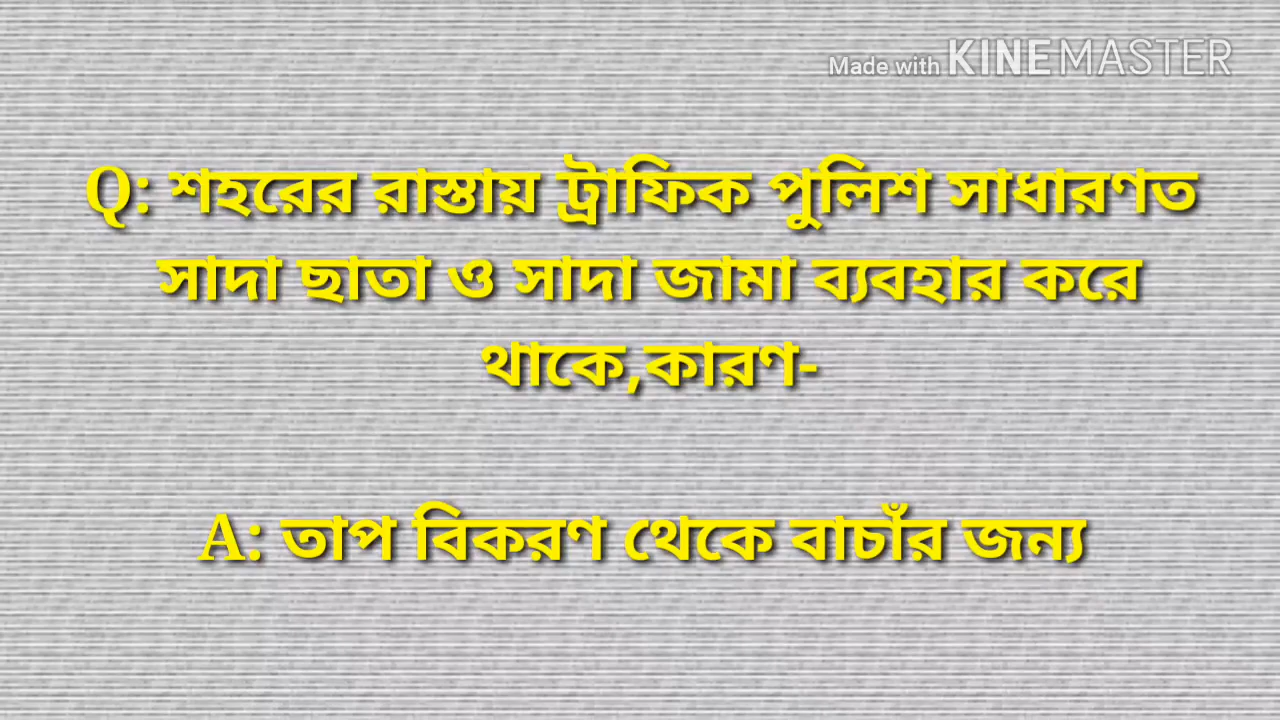 Made with KINEMASTER
Q: শহরের রাস্তায় ট্রাফিক পুলিশ সাধারণত
সাদা ছাতা ও সাদা জামা ব্যবহার করে
থাকে,কারণ-
A: তাপ বিকরণ থেকে বাচাঁর জন্য